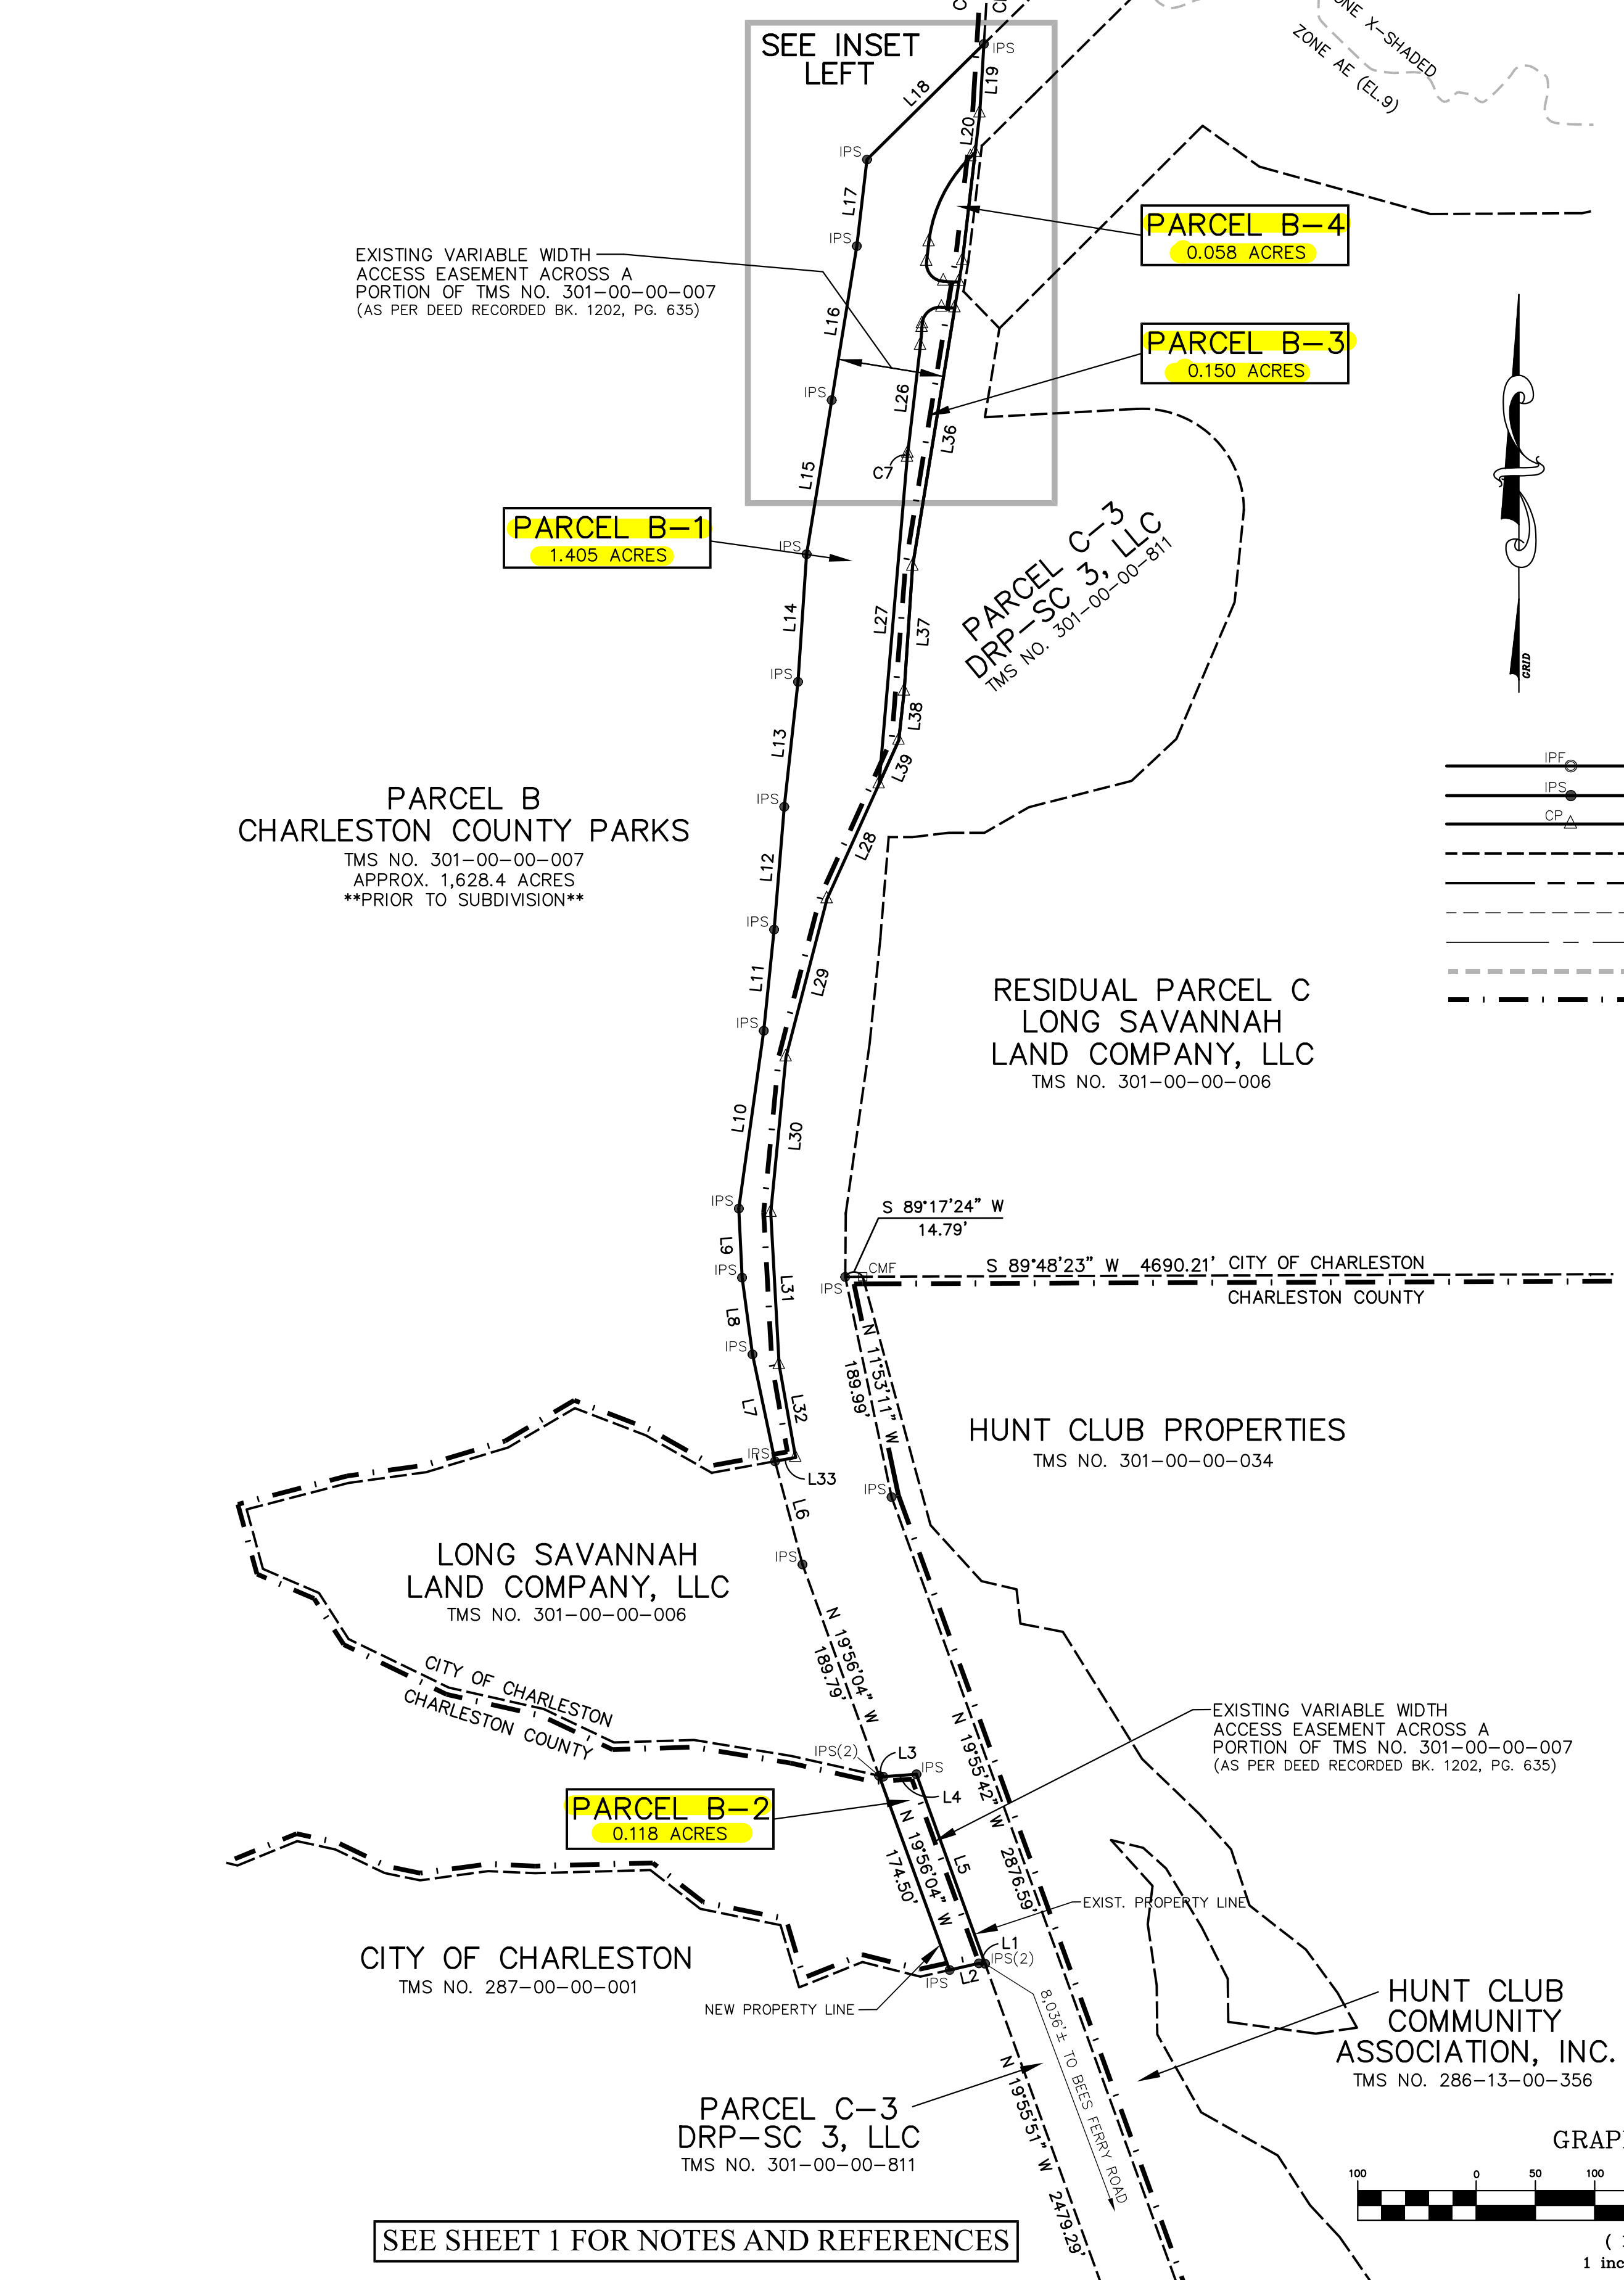 SEE INSET
LEFT
IPS
L19
L18
L20
ZONE AE (EL.9)
X-SHADED
IPS
L17
IPS
EXISTING VARIABLE WIDTH
ACCESS EASEMENT ACROSS A
PORTION OF TMS NO. 301-00-00-007
(AS PER DEED RECORDED BK. 1202, PG. 635)
PARCEL B-4
0.058 ACRES
L16
PARCEL B-3
0.150 ACRES
IPS
L26
L36
L15
C7
PARCEL B-1
1.405 ACRES
IPS
PARCEL C-3
DRP-SC 3, LLC
TMS NO. 301-00-00-811
L14
L27
L37
IPS
GRID
L38
L13
L39
IPF
IPS
CP
PARCEL B
CHARLESTON COUNTY PARKS
TMS NO. 301-00-00-007
APPROX. 1,628.4 ACRES
**PRIOR TO SUBDIVISION**
IPS
L12
L28
IPS
L11
L29
RESIDUAL PARCEL C
LONG SAVANNAH
LAND COMPANY, LLC
TMS NO. 301-00-00-006
IPS
L10
L30
IPS
S 89°17'24" W
14.79'
L9
IPS
L31
CMF
IPS
S 89°48'23" W 4690.21'
CITY OF CHARLESTON
CHARLESTON COUNTY
L8
IPS
N 11°53'11" W
189.99'
L7
L32
IPS
L33
HUNT CLUB PROPERTIES
TMS NO. 301-00-00-034
IPS
L6
IPS
LONG SAVANNAH
LAND COMPANY, LLC
TMS NO. 301-00-00-006
N 19°56'04" W
189.79'
CITY OF CHARLESTON
CHARLESTON COUNTY
EXISTING VARIABLE WIDTH
ACCESS EASEMENT ACROSS A
PORTION OF TMS NO. 301-00-00-007
(AS PER DEED RECORDED BK. 1202, PG. 635)
IPS(2)
L3
IPS
L4
N 19°55'42" W 2876.59'
PARCEL B-2
0.118 ACRES
N 19°56'04" W
174.50'
L5
EXIST. PROPERTY LINE
L1
IPS(2)
L2
IPS
CITY OF CHARLESTON
TMS NO. 287-00-00-001
NEW PROPERTY LINE
8,036'± TO BEES FERRY ROAD
HUNT CLUB
COMMUNITY
ASSOCIATION, INC.
TMS NO. 286-13-00-356
N 19°55'51" W 2479.29'
PARCEL C-3
DRP-SC 3, LLC
TMS NO. 301-00-00-811
100 0 50 100
SEE SHEET 1 FOR NOTES AND REFERENCES